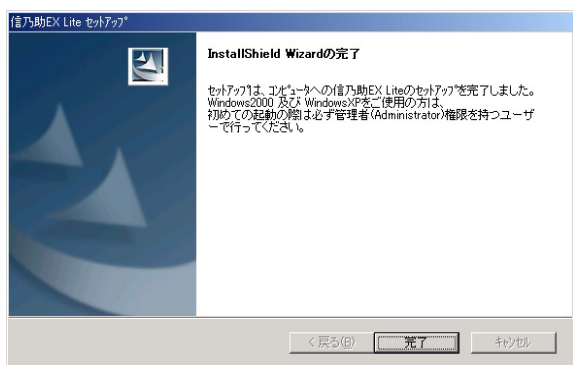 信乃助EX Lite ｾｯﾄｱｯﾌﾟ
InstallShield Wizardの完了
ｾｯﾄｱｯﾌﾟは、ｺﾝﾋﾟｭｰﾀへの信乃助EX Liteのｾｯﾄｱｯﾌﾟを完了しました。
Windows2000 及び WindowsXPをご使用の方は、
初めての起動の際は必ず管理者(Administrator)権限を持つユーザ
ーで行ってください。
< 戻る(B)
完了
ｷｬﾝｾﾙ